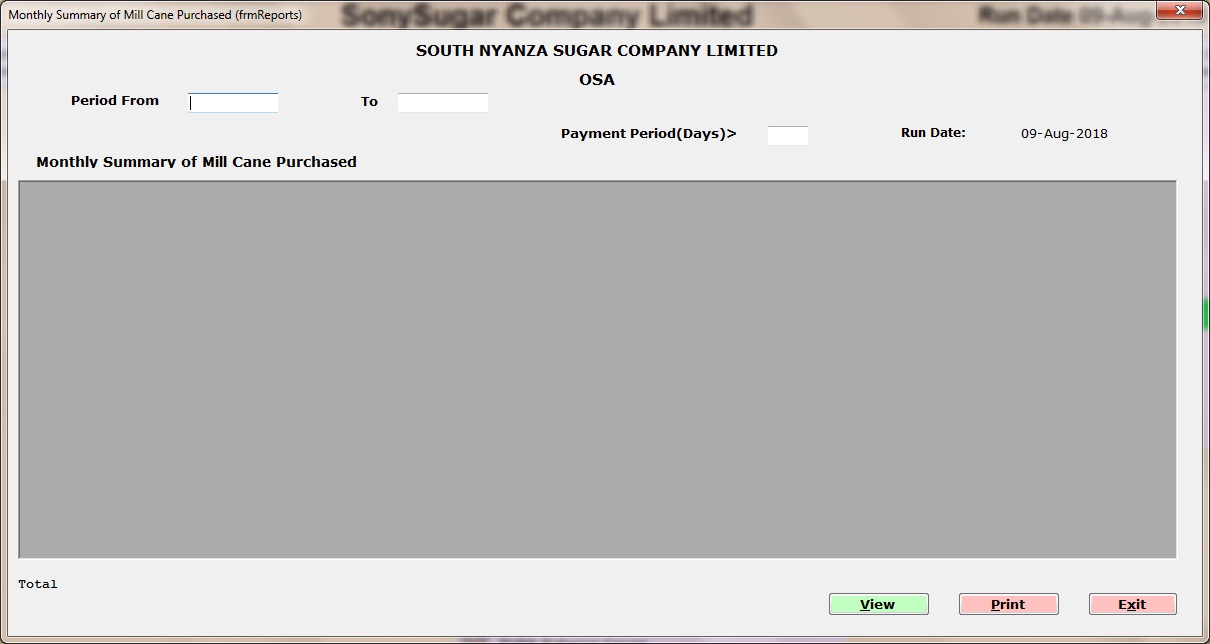 Monthly Summary of Mill Cane Purchased (frmReports)
SonySugar Company Limited
Run Date 09-Aug
SOUTH NYANZA SUGAR COMPANY LIMITED
OSA
Period From To
Payment Period(Days)> Run Date: 09-Aug-2018
Monthly Summary of Mill Cane Purchased
Total
View Print Exit